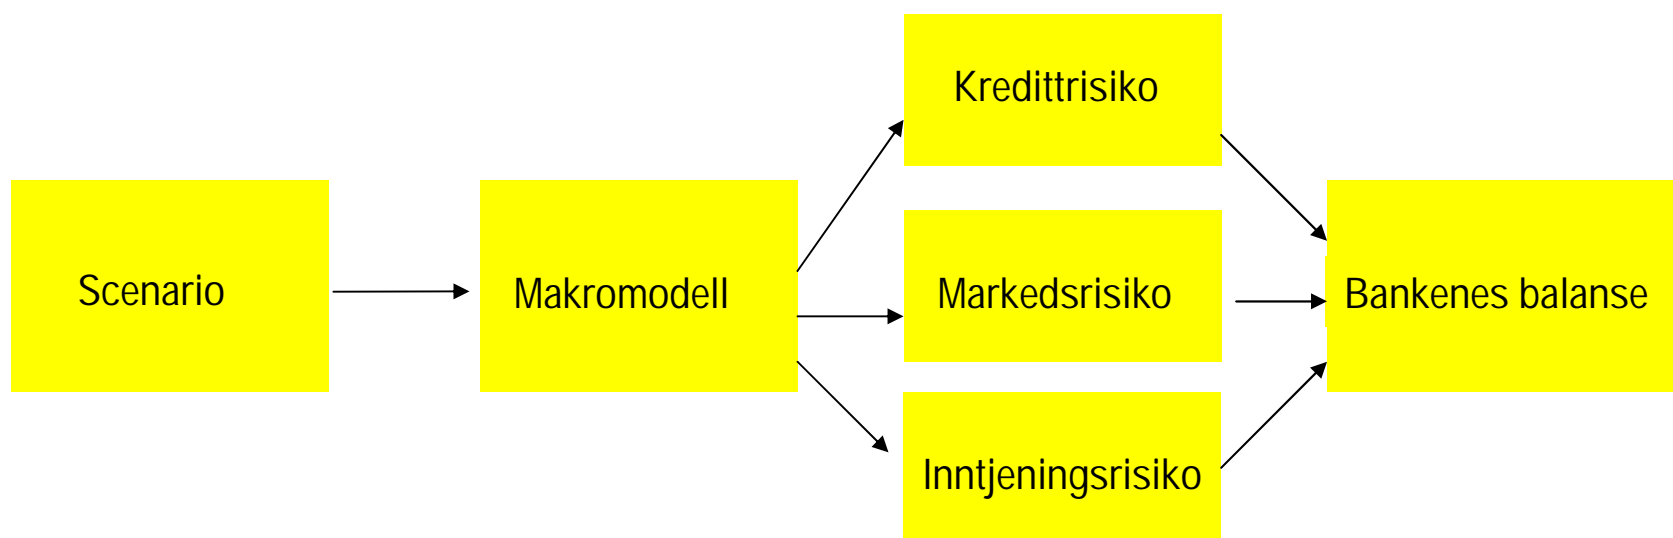 Scenario
Makromodell
Kredittrisiko
Markedsrisiko
Inntjeningsrisiko
Bankenes balanse